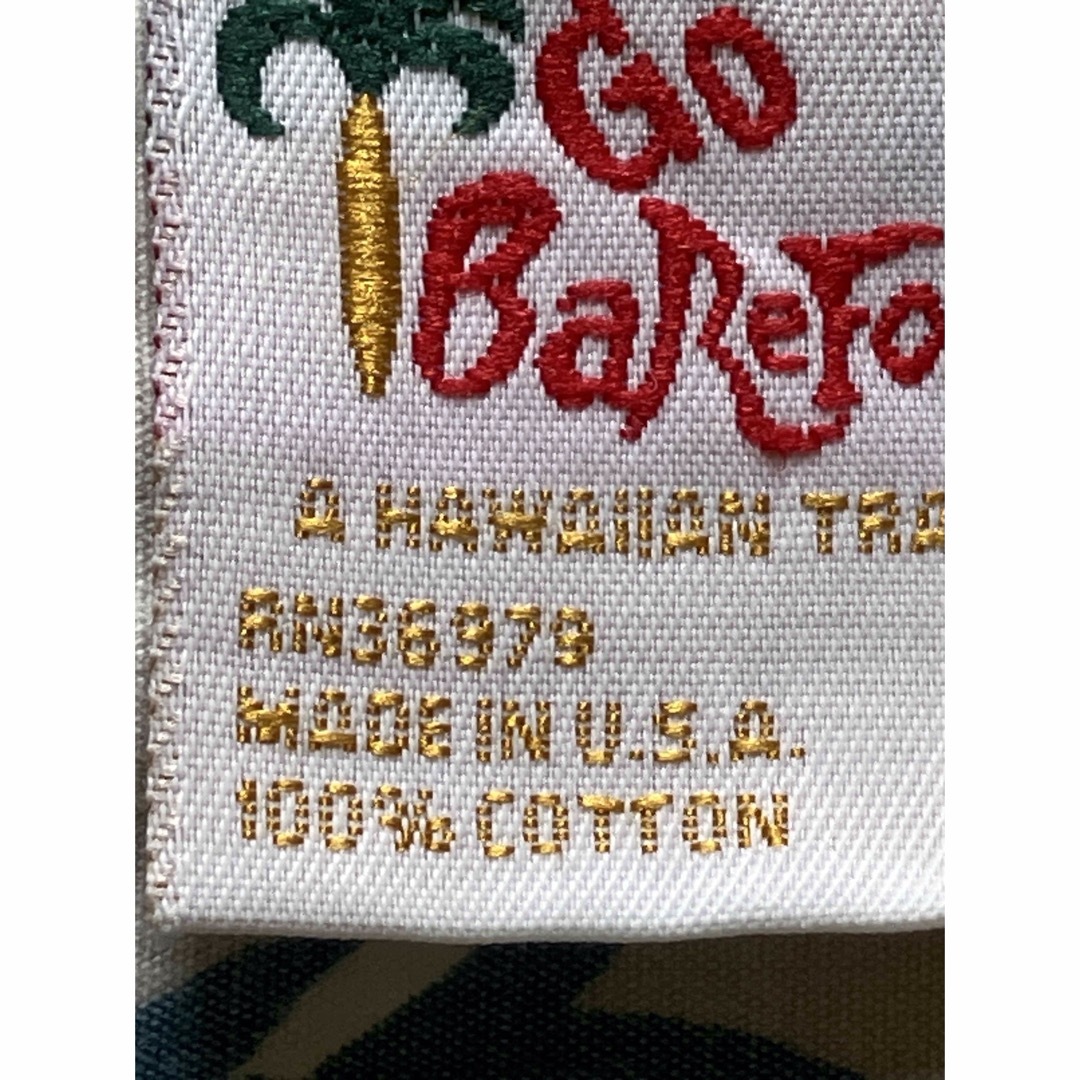 Go
BaReFo
A HAWAIIAN TRA
RN36979
MADE IN U.S.A.
100% COTTON